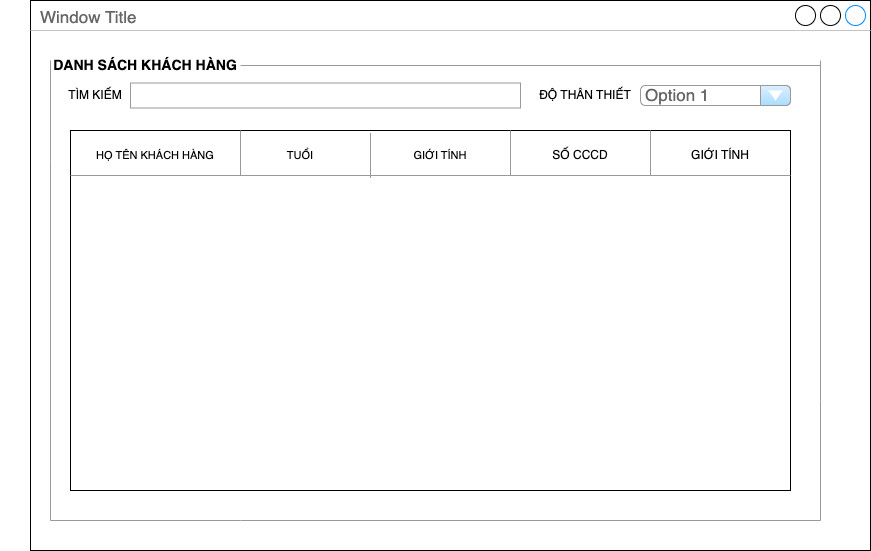 Window Title
DANH SÁCH KHÁCH HÀNG
TÌM KIẾM ĐỘ THÂN THIẾT Option 1
HỌ TÊN KHÁCH HÀNG TUỔI GIỚI TÍNH SỐ CCCD GIỚI TÍNH